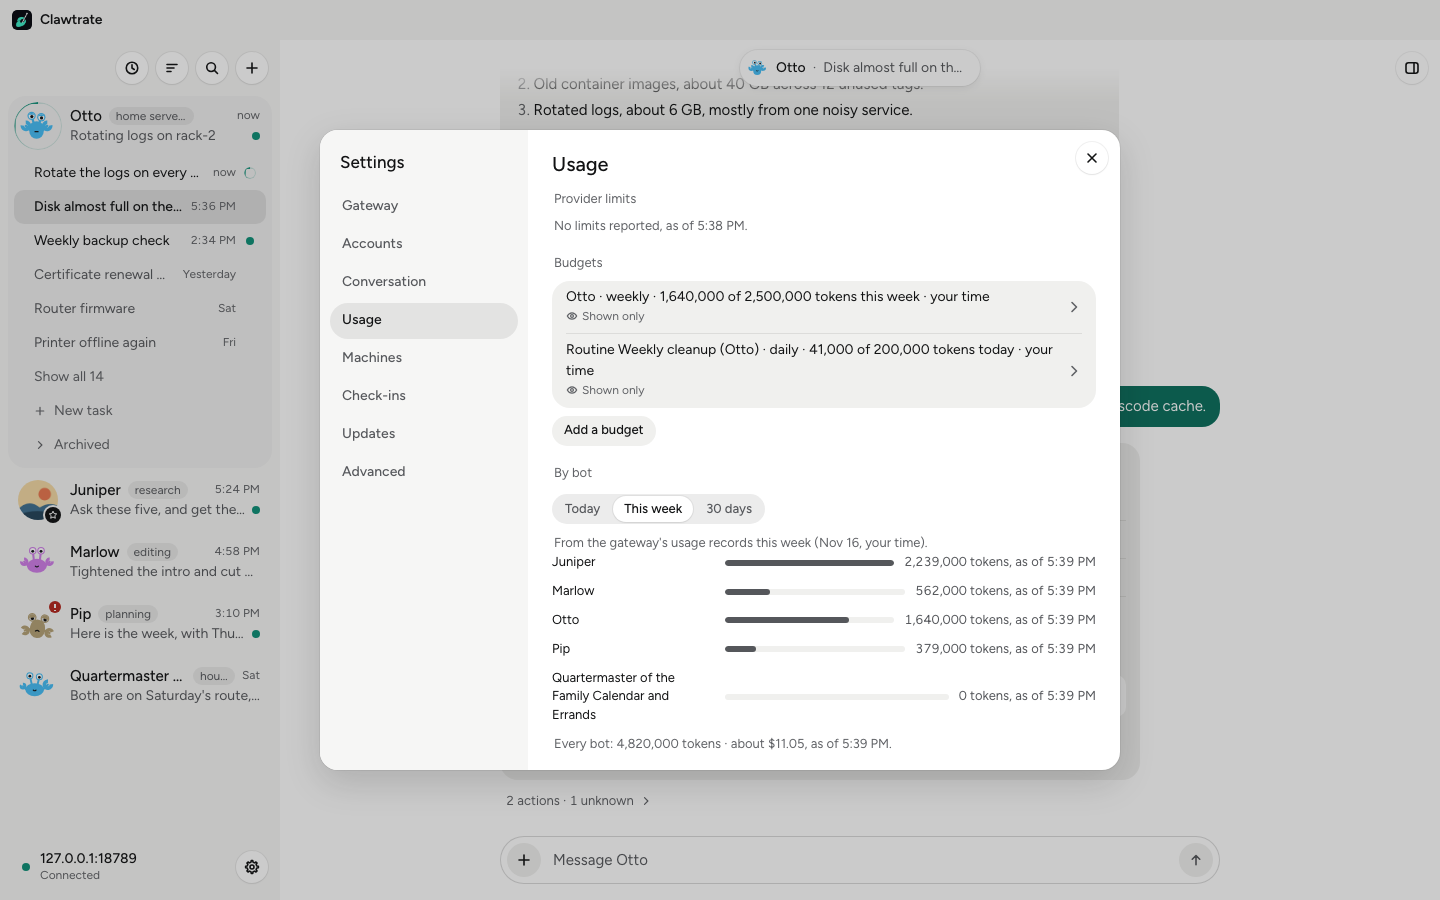 Clawtrate
Otto · Disk almost full on th...
Otto home serve... now
Rotating logs on rack-2
Rotate the logs on every ... now
Disk almost full on the... 5:36 PM
Weekly backup check 2:34 PM
Certificate renewal ... Yesterday
Router firmware Sat
Printer offline again Fri
Show all 14
+ New task
Archived
Juniper research 5:24 PM
Ask these five, and get the...
Marlow editing 4:58 PM
Tightened the intro and cut ...
Pip planning 3:10 PM
Here is the week, with Thu...
Quartermaster ... hou... Sat
Both are on Saturday's route,...
127.0.0.1:18789
Connected
2. Old container images, about 40 GB across 12 unused tags.
3. Rotated logs, about 6 GB, mostly from one noisy service.
Settings
Gateway
Accounts
Conversation
Usage
Machines
Check-ins
Updates
Advanced
Usage
Provider limits
No limits reported, as of 5:38 PM.
Budgets
Otto · weekly · 1,640,000 of 2,500,000 tokens this week · your time
Shown only
Routine Weekly cleanup (Otto) · daily · 41,000 of 200,000 tokens today · your
time
Shown only
Add a budget
By bot
Today This week 30 days
From the gateway's usage records this week (Nov 16, your time).
Juniper 2,239,000 tokens, as of 5:39 PM
Marlow 562,000 tokens, as of 5:39 PM
Otto 1,640,000 tokens, as of 5:39 PM
Pip 379,000 tokens, as of 5:39 PM
Quartermaster of the
Family Calendar and
Errands 0 tokens, as of 5:39 PM
Every bot: 4,820,000 tokens · about $11.05, as of 5:39 PM.
scode cache.
2 actions · 1 unknown
Message Otto